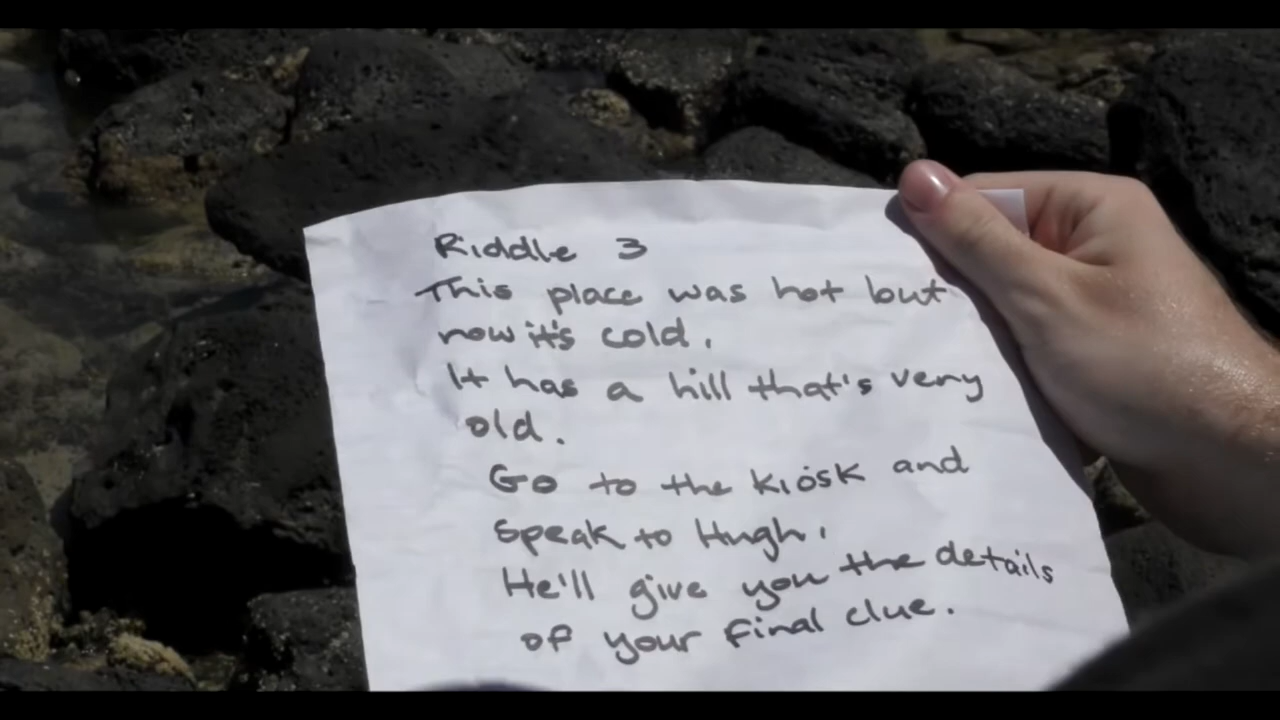 Riddle 3
This place was hot but
now it's cold.
It has a hill that's very
old.
Go to the kiosk and
speak to Hugh.
He'll give you the details
of your final clue.